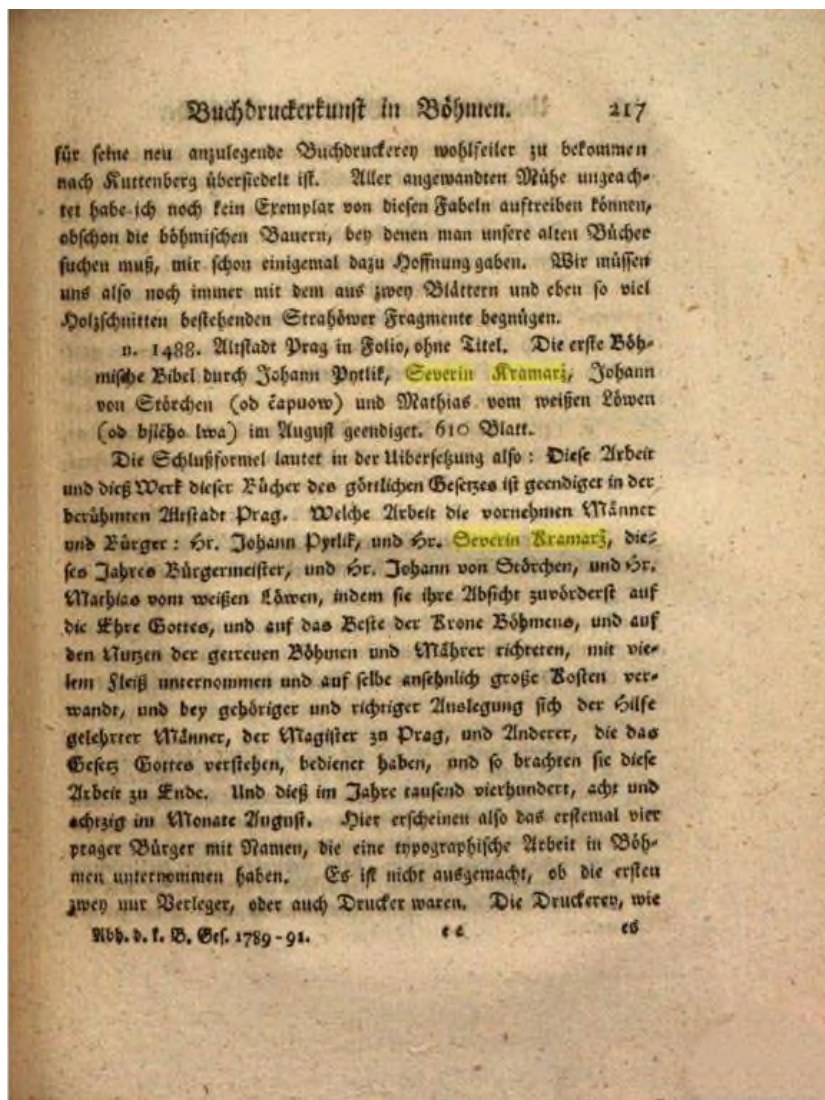 Buchdruckerkunst in Böhmen. 217
für seine neu anzulegende Buchdruckerey wohlfeiler zu bekommen
nach Kuttenberg übersiedelt ist. Aller angewandten Mühe ungeach-
tet habe ich noch kein Exemplar von diesen Fabeln auftreiben können,
obschon die böhmischen Bauern, bey denen man unsere alten Bücher
suchen muß, mir schon einigemal dazu Hoffnung gaben. Wir müssen
uns also noch immer mit dem aus zwey Blättern und eben so viel
Holzschnitten bestehenden Strahöwer Fragmente begnügen.
n. 1488. Altstadt Prag in Folio, ohne Titel. Die erste Böh-
mische Bibel durch Johann Pytlik, Severin Kramarž, Johann
von Störchen (od čapuow) und Mathias vom weißen Löwen
(od bjlého lwa) im August geendiget. 610 Blatt.
Die Schlußformel lautet in der Uibersetzung also: Diese Arbeit
und dieß Werk dieser Bücher des göttlichen Gesetzes ist geendiget in der
berühmten Altstadt Prag. Welche Arbeit die vornehmen Männer
und Bürger: Hr. Johann Pytlik, und Hr. Severin Kramarž, die-
ses Jahres Bürgermeister, und Hr. Johann von Störchen, und Hr.
Mathias vom weißen Löwen, indem sie ihre Absicht zuvörderst auf
die Ehre Gottes, und auf das Beste der Krone Böhmens, und auf
den Nutzen der getreuen Böhmen und Mährer richteten, mit vie-
lem Fleiß unternommen und auf selbe ansehnlich große Kosten ver-
wandt, und bey gehöriger und richtiger Auslegung sich der Hilfe
gelehrter Männer, der Magister zu Prag, und Anderer, die das
Gesetz Gottes verstehen, bedienet haben, und so brachten sie diese
Arbeit zu Ende. Und dieß im Jahre tausend vierhundert, acht und
achtzig im Monate August. Hier erscheinen also das erstemal vier
prager Bürger mit Namen, die eine typographische Arbeit in Böh-
men unternommen haben. Es ist nicht ausgemacht, ob die ersten
zwey nur Verleger, oder auch Drucker waren. Die Druckerey, wie
Abh. d. k. B. Ges. 1789-91. e e es